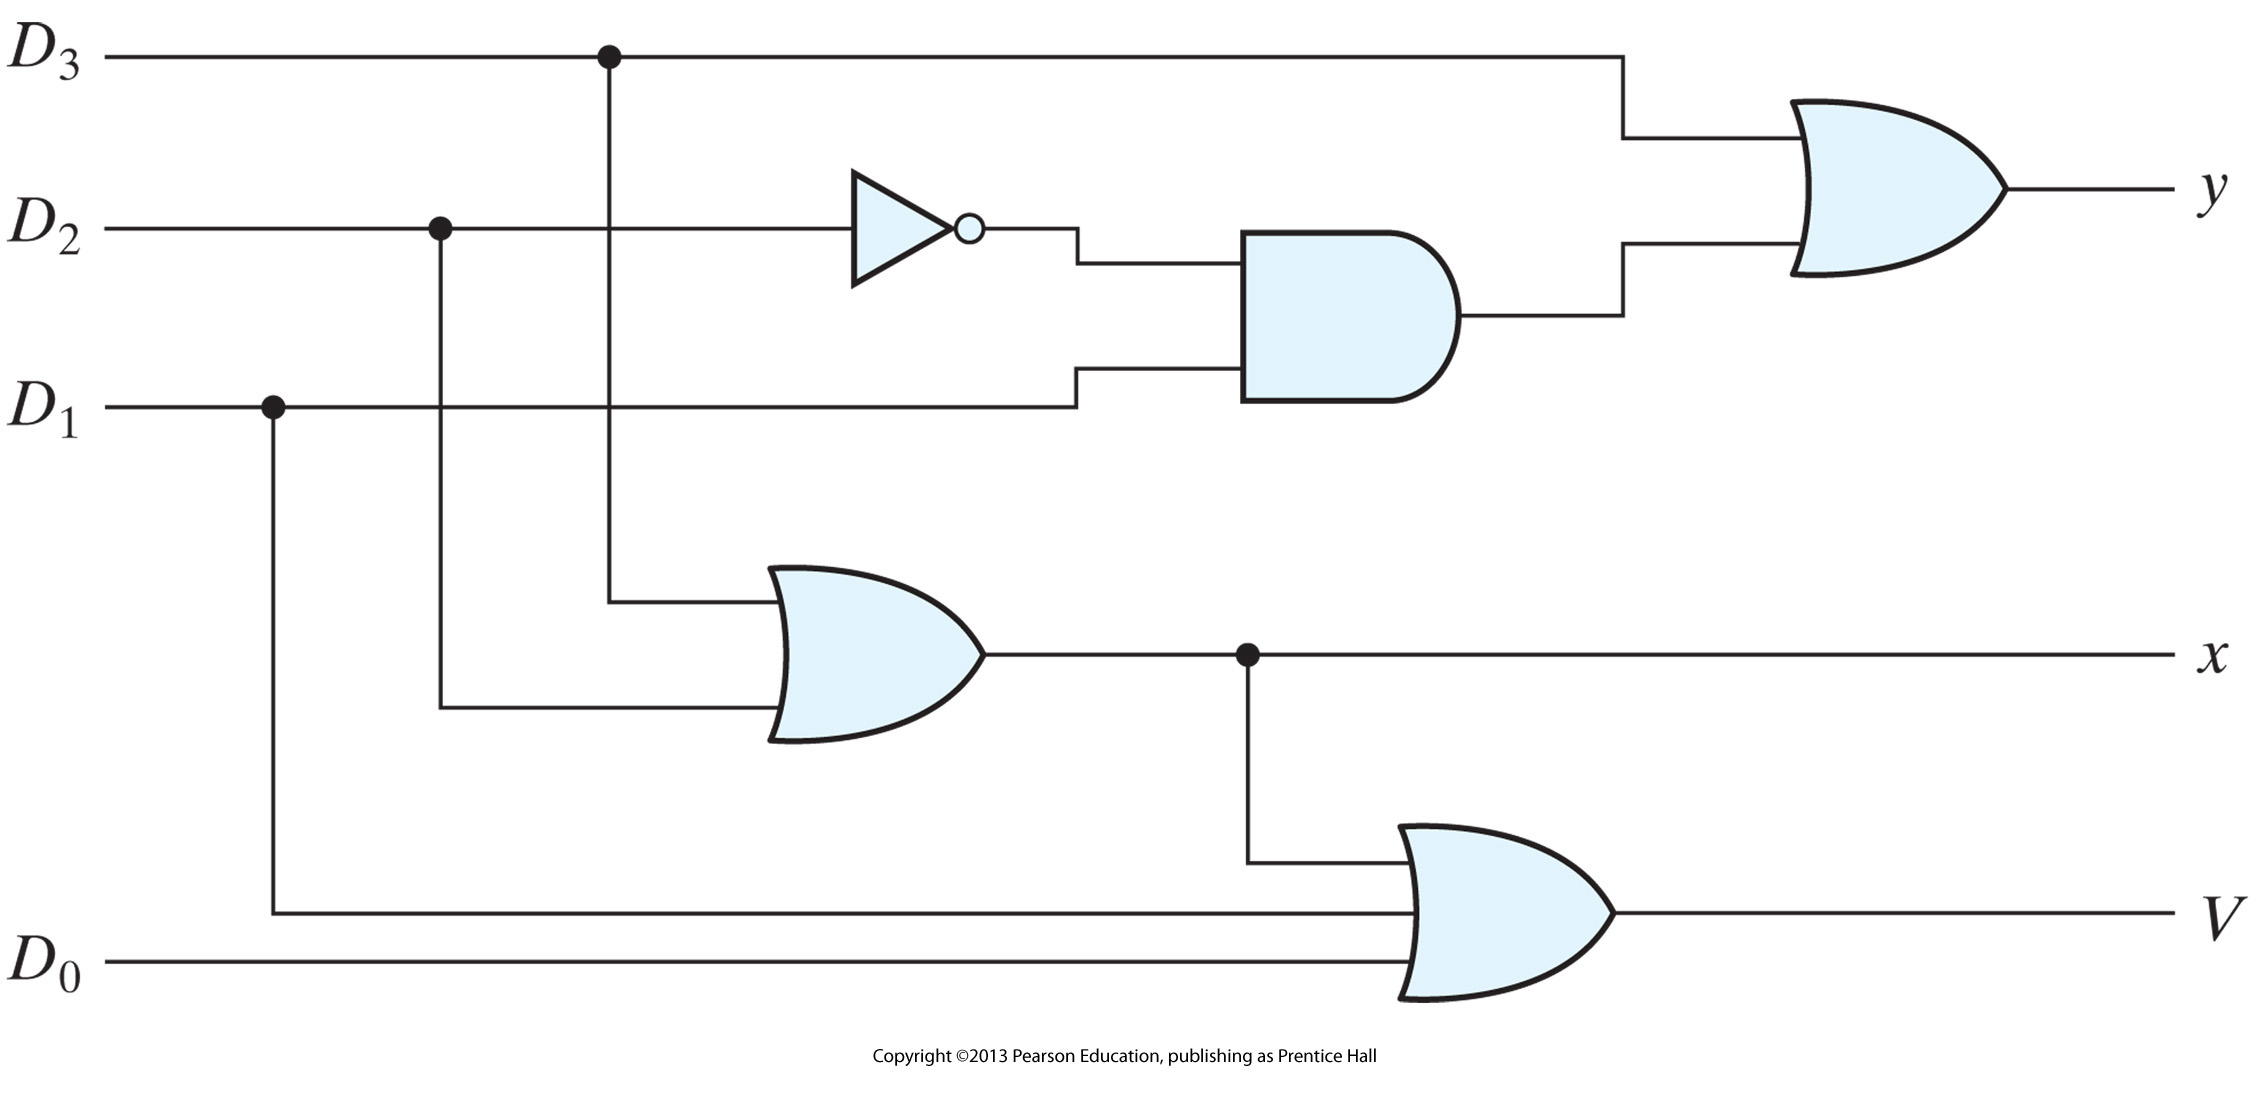 D3
y
D2
D1
x
V
D0
Copyright ©2013 Pearson Education, publishing as Prentice Hall